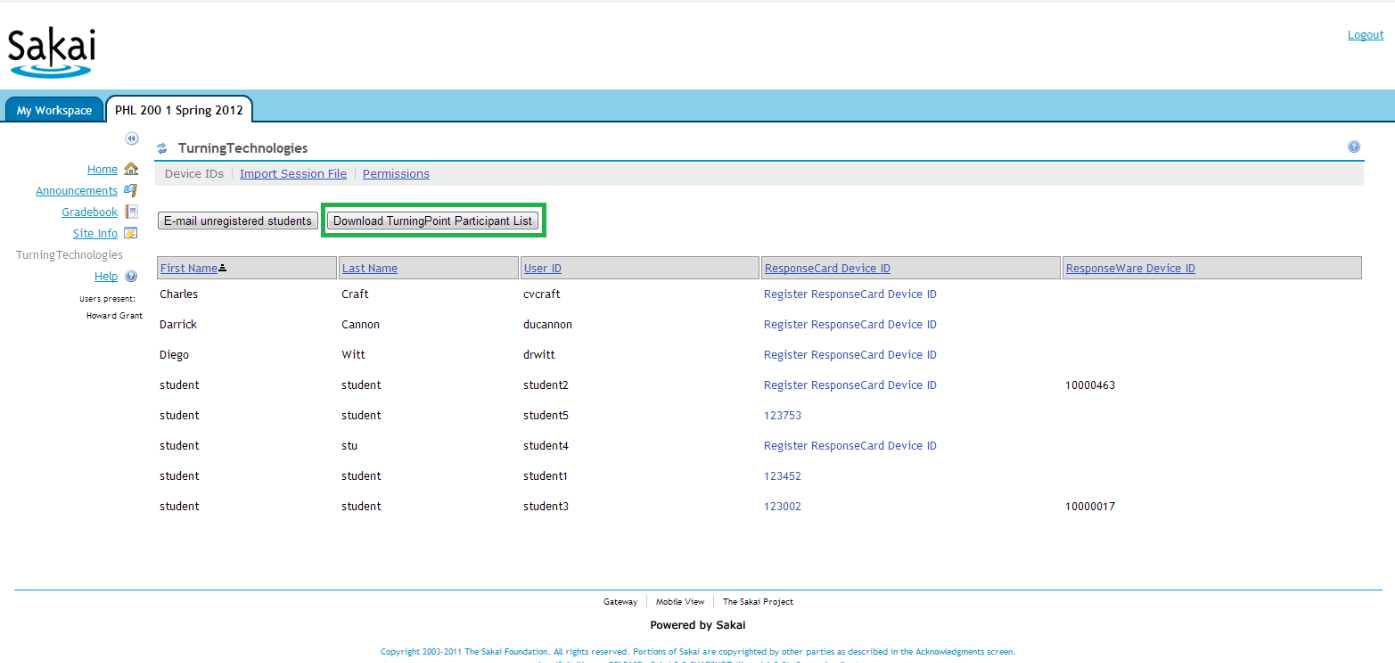 Sakai
Logout
My Workspace PHL 200 1 Spring 2012
TurningTechnologies
Home
Announcements
Gradebook
Site Info
TurningTechnologies
Help
Users present:
Howard Grant
Device IDs Import Session File Permissions
E-mail unregistered students Download TurningPoint Participant List
First Name Last Name User ID ResponseCard Device ID ResponseWare Device ID
Charles Craft cvcraft Register ResponseCard Device ID
Darrick Cannon ducannon Register ResponseCard Device ID
Diego Witt drwitt Register ResponseCard Device ID
student student student2 Register ResponseCard Device ID 10000463
student student student5 123753
student stu student4 Register ResponseCard Device ID
student student student1 123452
student student student3 123002 10000017
Gateway Mobile View The Sakai Project
Powered by Sakai
Copyright 2003-2011 The Sakai Foundation. All rights reserved. Portions of Sakai are copyrighted by other parties as described in the Acknowledgments screen.